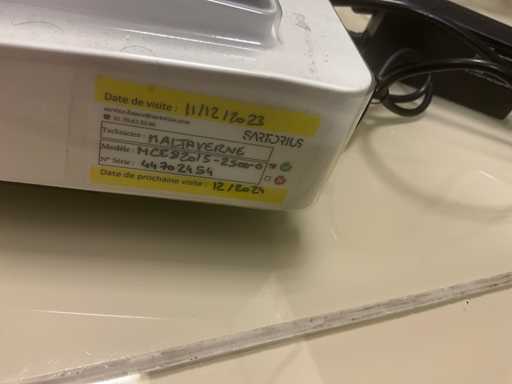 Date de visite : 11/12/2023
SARTORIUS
Technicien : MALTAVERNE
Modèle : MCE8201S-2S00-0
N° Série : 44702454
Date de prochaine visite : 12/2024